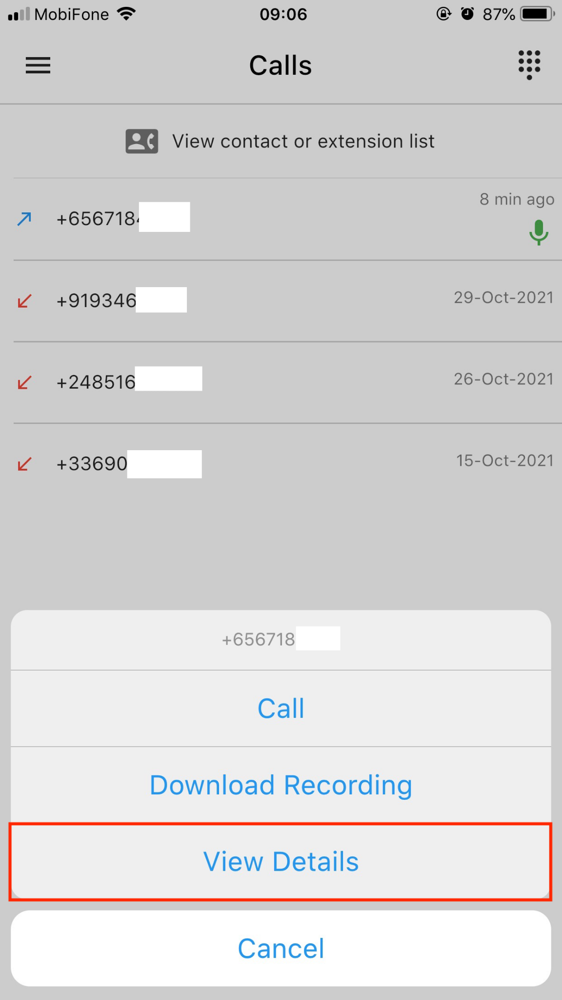 MobiFone 09:06 87%
Calls
View contact or extension list
8 min ago
+656718
+919346
29-Oct-2021
+248516
26-Oct-2021
+33690
15-Oct-2021
+656718
Call
Download Recording
View Details
Cancel